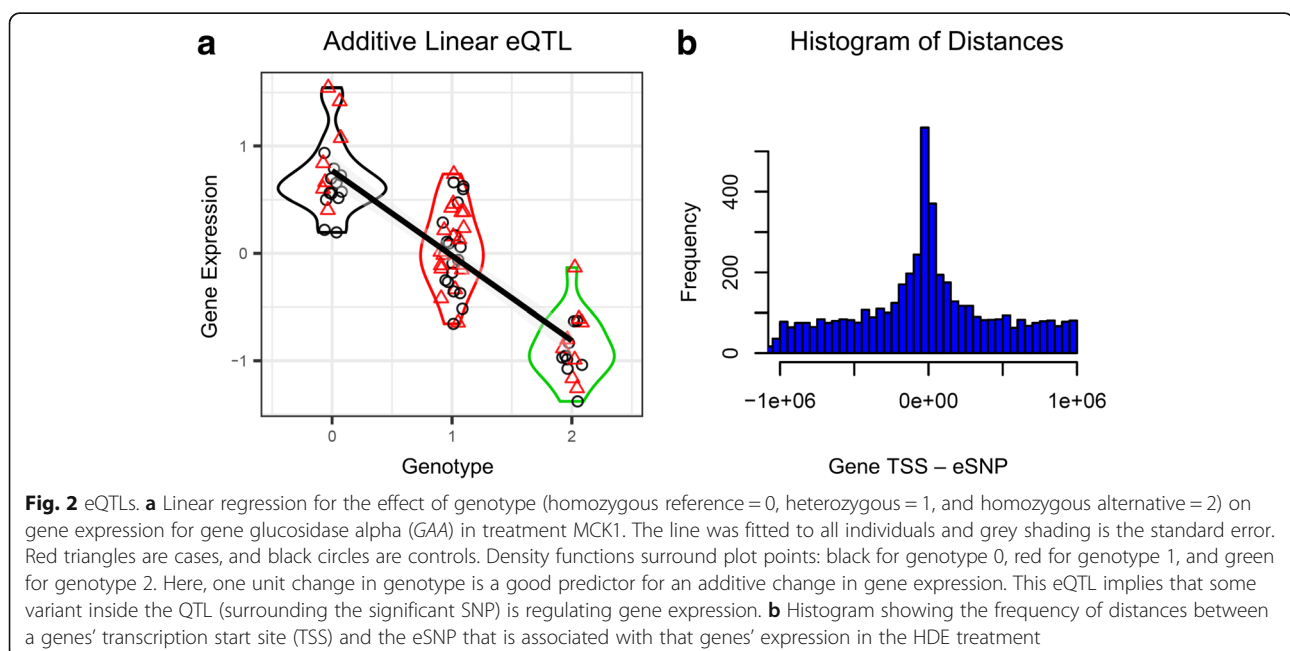 a Additive Linear eQTL
b Histogram of Distances
Gene Expression
1
0
−1
0 1 2
Genotype
Frequency
0 200 400
−1e+06 0e+00 1e+06
Gene TSS – eSNP
Fig. 2 eQTLs. a Linear regression for the effect of genotype (homozygous reference = 0, heterozygous = 1, and homozygous alternative = 2) on
gene expression for gene glucosidase alpha (GAA) in treatment MCK1. The line was fitted to all individuals and grey shading is the standard error.
Red triangles are cases, and black circles are controls. Density functions surround plot points: black for genotype 0, red for genotype 1, and green
for genotype 2. Here, one unit change in genotype is a good predictor for an additive change in gene expression. This eQTL implies that some
variant inside the QTL (surrounding the significant SNP) is regulating gene expression. b Histogram showing the frequency of distances between
a genes' transcription start site (TSS) and the eSNP that is associated with that genes' expression in the HDE treatment